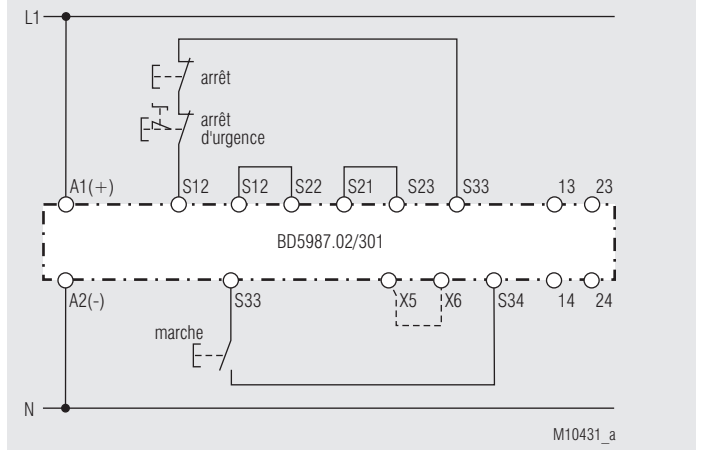 L1
arrêt
arrêt
d'urgence
A1(+) S12 S12 S22 S21 S23 S33 13 23
BD5987.02/301
A2(-) S33 X5 X6 S34 14 24
marche
N
M10431_a